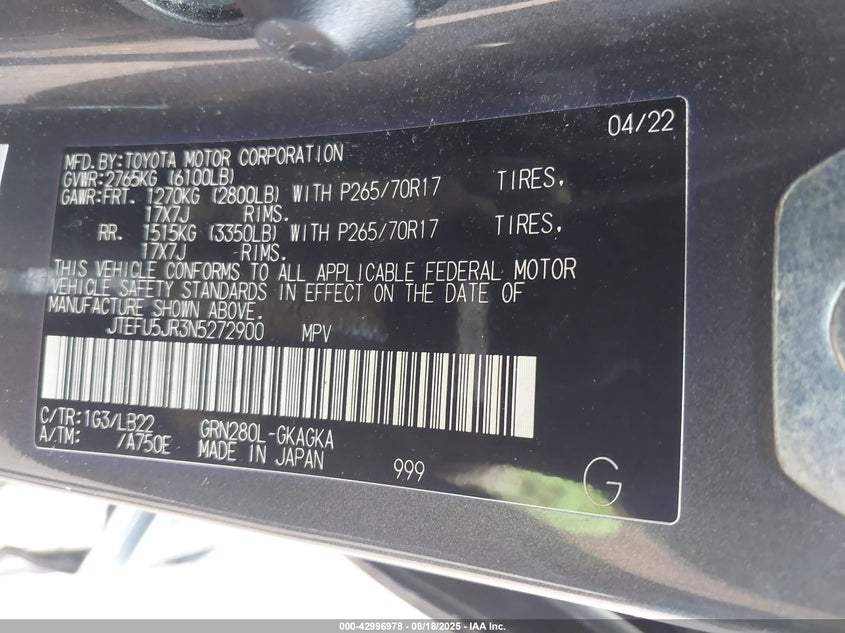 04/22
MFD. BY:TOYOTA MOTOR CORPORATION
GVWR:2765KG (6100LB)
GAWR:FRT. 1270KG (2800LB) WITH P265/70R17 TIRES,
17X7J RIMS.
RR. 1515KG (3350LB) WITH P265/70R17 TIRES,
17X7J RIMS.
THIS VEHICLE CONFORMS TO ALL APPLICABLE FEDERAL MOTOR
VEHICLE SAFETY STANDARDS IN EFFECT ON THE DATE OF
MANUFACTURE SHOWN ABOVE.
JTEFU5JR3N5272900 MPV
C/TR:1G3/LB22 GRN280L-GKAGKA
A/TM: /A750E MADE IN JAPAN
999
G
000-42996978 - 08/18/2025 - IAA Inc.